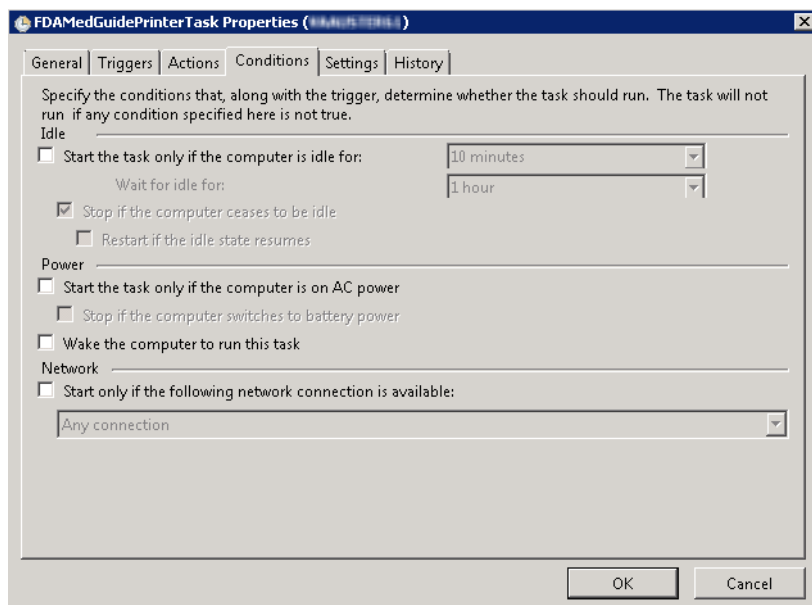 FDAMedGuidePrinterTask Properties ( )
General Triggers Actions Conditions Settings History
Specify the conditions that, along with the trigger, determine whether the task should run. The task will not
run if any condition specified here is not true.
Idle
Start the task only if the computer is idle for: 10 minutes
Wait for idle for: 1 hour
Stop if the computer ceases to be idle
Restart if the idle state resumes
Power
Start the task only if the computer is on AC power
Stop if the computer switches to battery power
Wake the computer to run this task
Network
Start only if the following network connection is available:
Any connection
OK Cancel